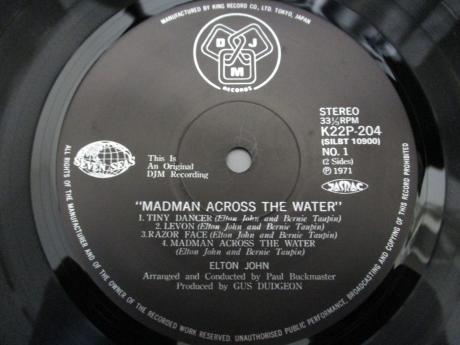 MANUFACTURED BY KING RECORD CO, LTD. TOKYO, JAPAN
DJM
RECORDS
STEREO
33⅓RPM
K22P-204
(SILBT 10900)
NO. 1
(2 Sides)
℗ 1971
JASRAC
SEVEN SEAS
This Is
An Original
DJM Recording
"MADMAN ACROSS THE WATER"
1. TINY DANCER (Elton John and Bernie Taupin)
2. LEVON (Elton John and Bernie Taupin)
3. RAZOR FACE (Elton John and Bernie Taupin)
4. MADMAN ACROSS THE WATER
(Elton John and Bernie Taupin)
ELTON JOHN
Arranged and Conducted by Paul Buckmaster
Produced by GUS DUDGEON
ALL RIGHTS OF THE MANUFACTURER AND OF THE OWNER OF THE RECORDED WORK RESERVED. UNAUTHORISED PUBLIC PERFORMANCE, BROADCASTING AND COPYING OF THIS RECORD PROHIBITED